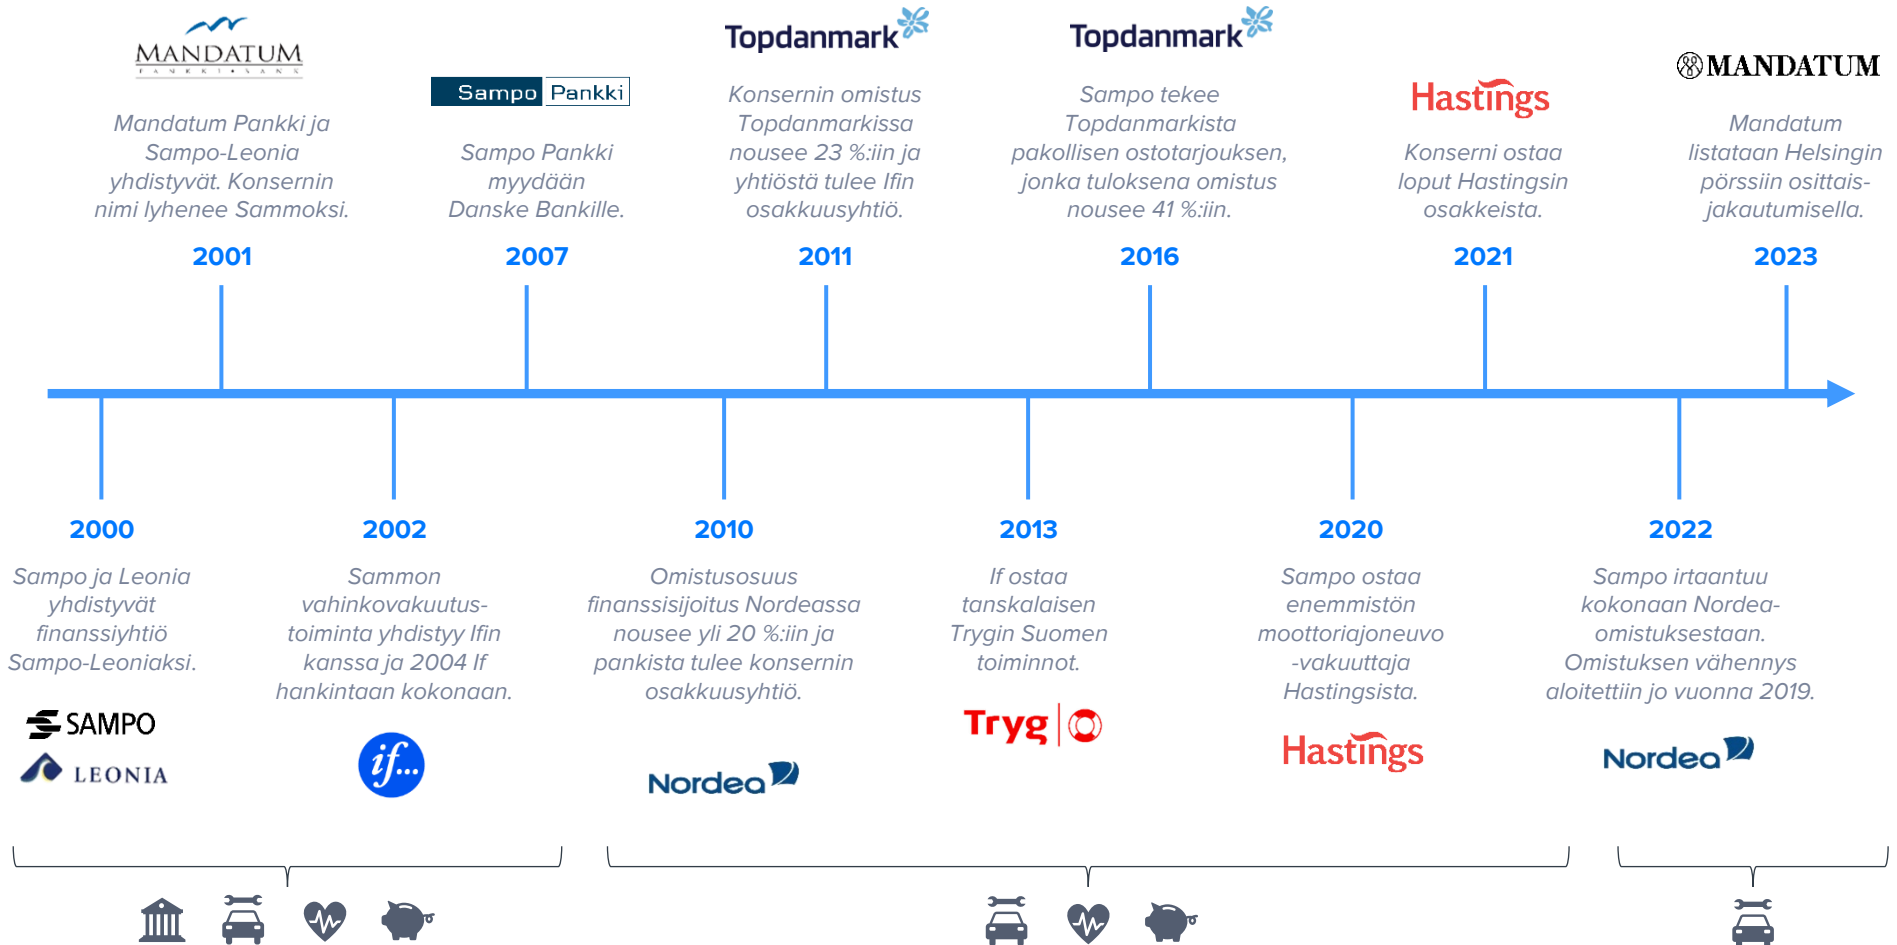 MANDATUM
PANKKI • BANK
Mandatum Pankki ja
Sampo-Leonia
yhdistyvät. Konsernin
nimi lyhenee Sammoksi.
2001
Sampo Pankki
Sampo Pankki
myydään
Danske Bankille.
2007
Topdanmark
Konsernin omistus
Topdanmarkissa
nousee 23 %:iin ja
yhtiöstä tulee Ifin
osakkuusyhtiö.
2011
Topdanmark
Sampo tekee
Topdanmarkista
pakollisen ostotarjouksen,
jonka tuloksena omistus
nousee 41 %:iin.
2016
Hastings
Konserni ostaa
loput Hastingsin
osakkeista.
2021
MANDATUM
Mandatum
listataan Helsingin
pörssiin osittais-
jakautumisella.
2023
2000
Sampo ja Leonia
yhdistyvät
finanssiyhtiö
Sampo-Leoniaksi.
SAMPO
LEONIA
2002
Sammon
vahinkovakuutus-
toiminta yhdistyy Ifin
kanssa ja 2004 If
hankintaan kokonaan.
if...
2010
Omistusosuus
finanssisijoitus Nordeassa
nousee yli 20 %:iin ja
pankista tulee konsernin
osakkuusyhtiö.
Nordea
2013
If ostaa
tanskalaisen
Trygin Suomen
toiminnot.
Tryg
2020
Sampo ostaa
enemmistön
moottoriajoneuvo
-vakuuttaja
Hastingsista.
Hastings
2022
Sampo irtaantuu
kokonaan Nordea-
omistuksestaan.
Omistuksen vähennys
aloitettiin jo vuonna 2019.
Nordea